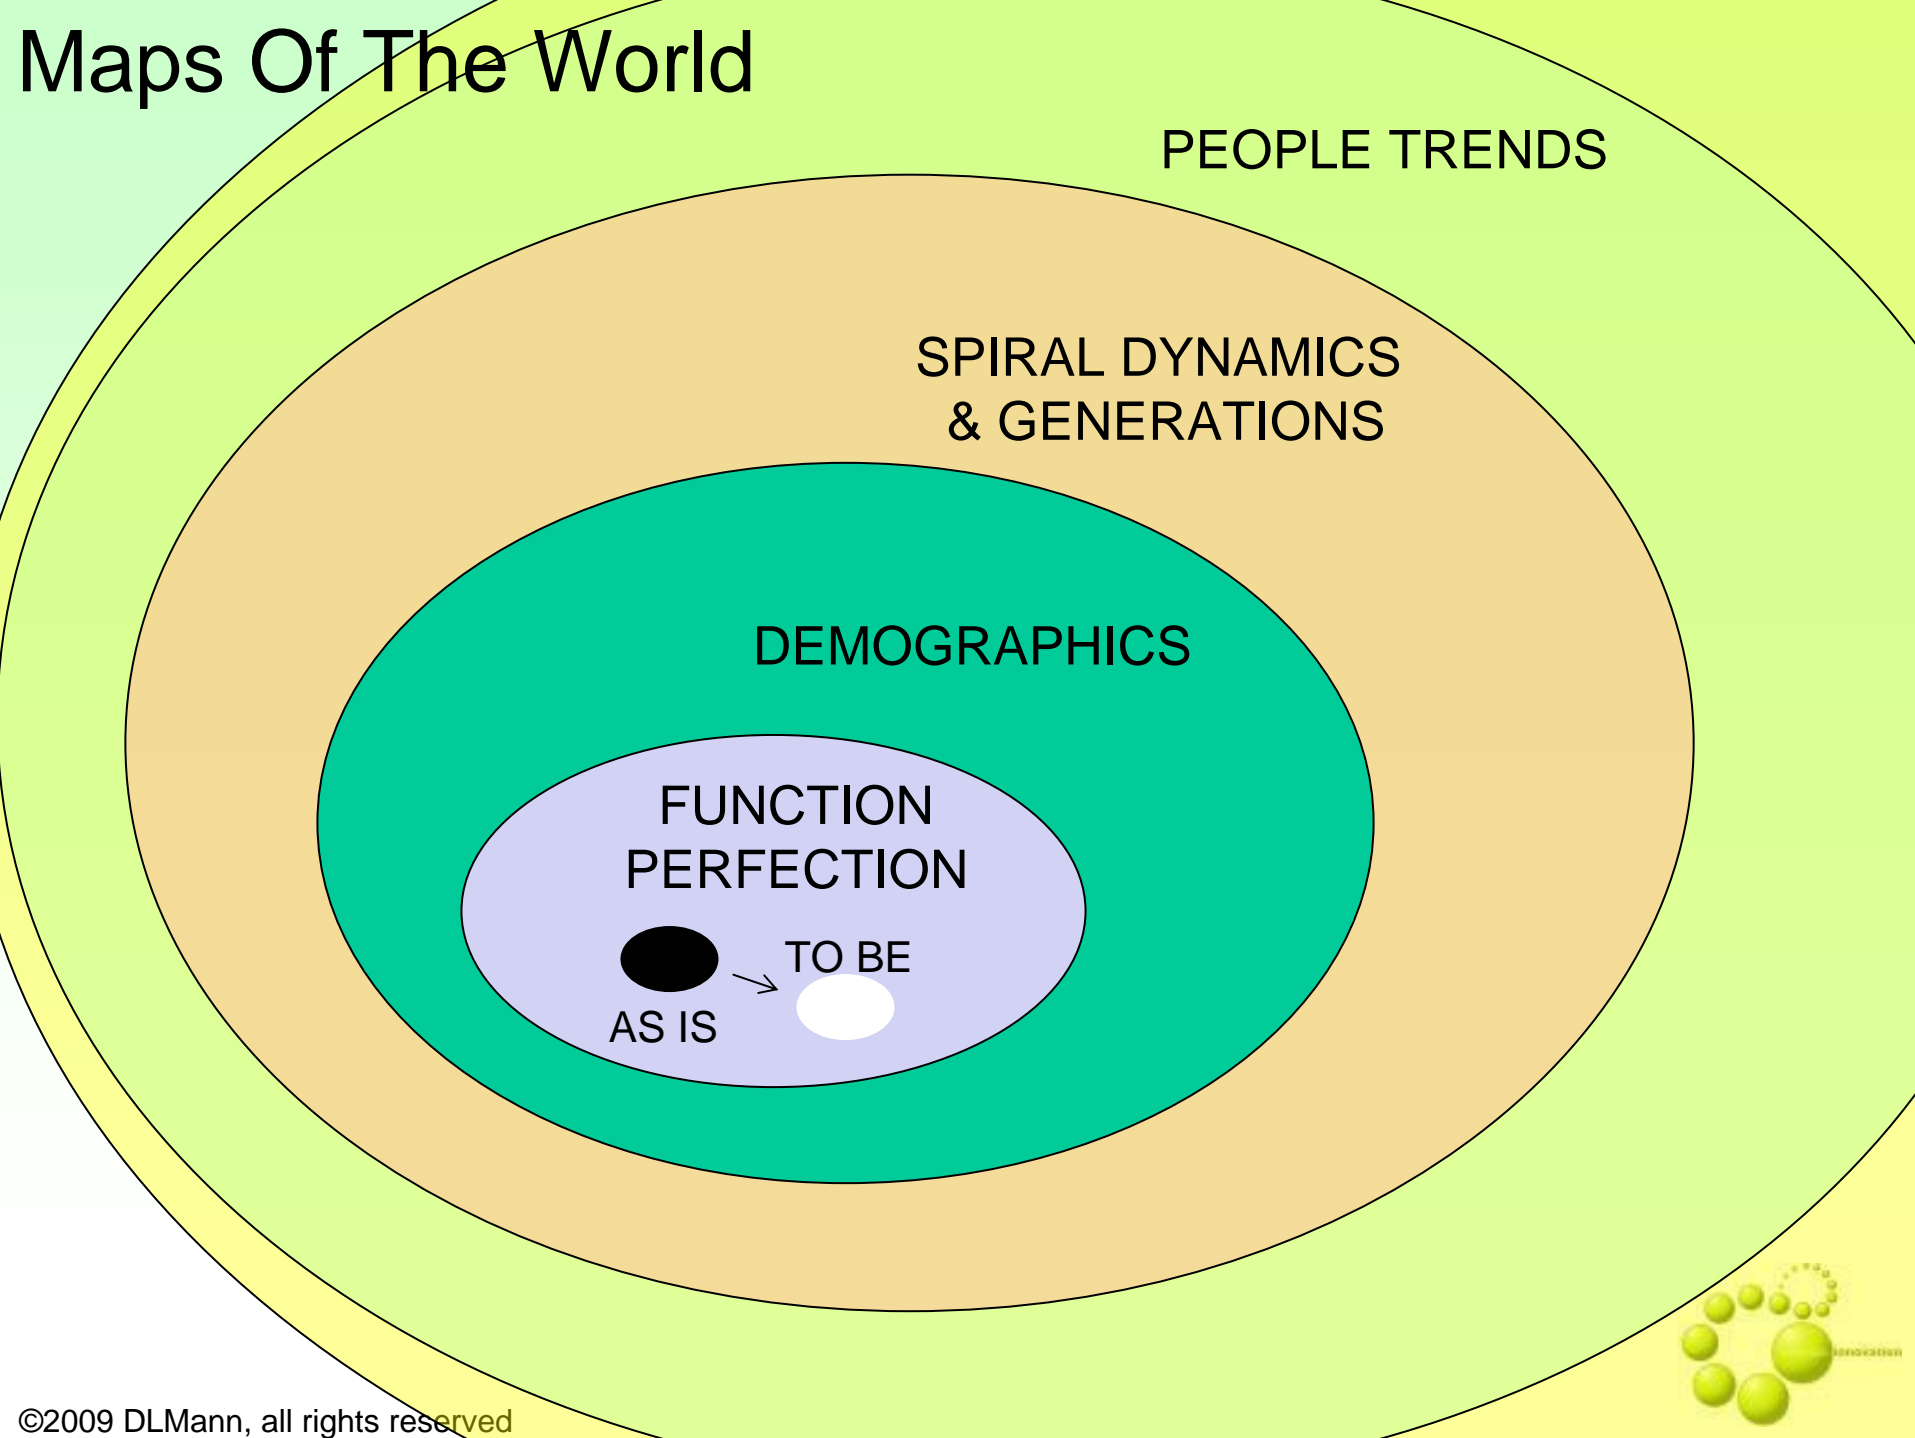 Maps Of The World
PEOPLE TRENDS
SPIRAL DYNAMICS
& GENERATIONS
DEMOGRAPHICS
FUNCTION
PERFECTION
TO BE
AS IS
innovation
©2009 DLMann, all rights reserved